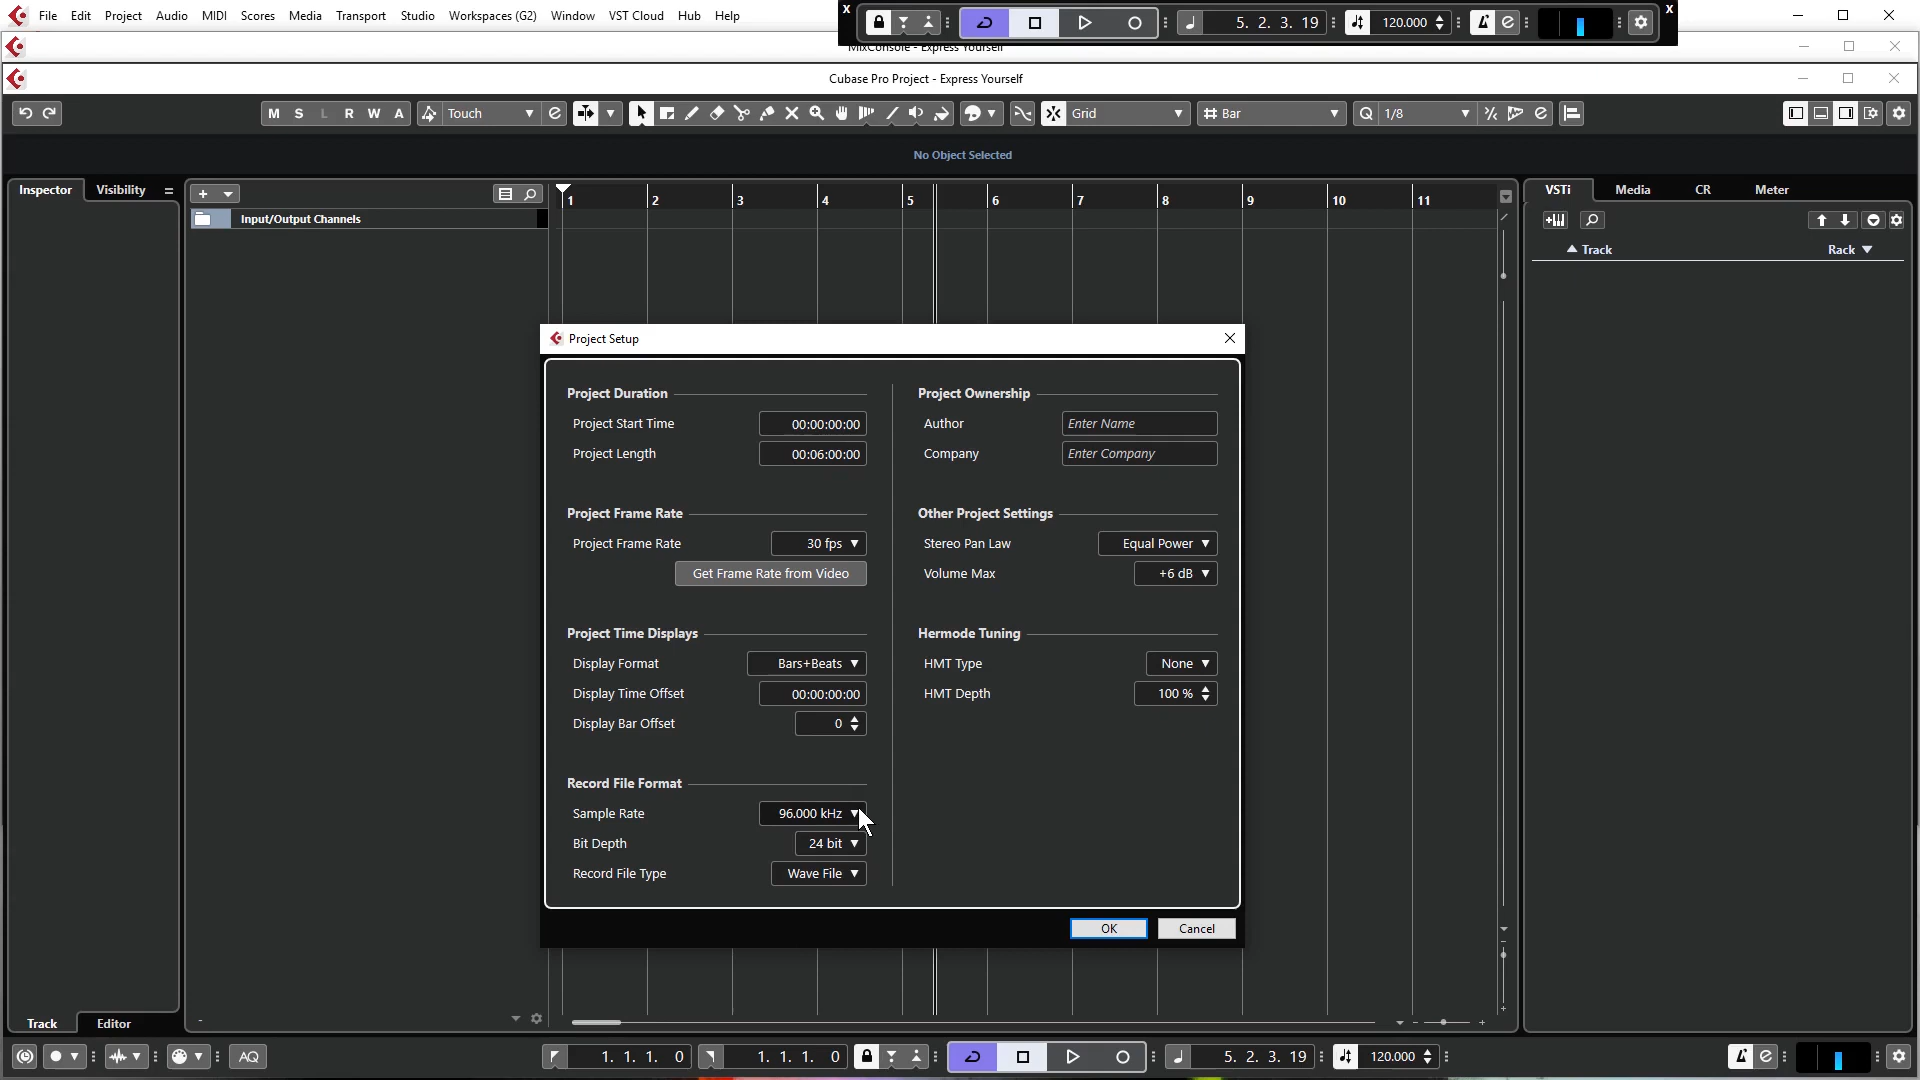 File Edit Project Audio MIDI Scores Media Transport Studio Workspaces (G2) Window VST Cloud Hub Help
x x
5. 2. 3. 19 120.000
MixConsole - Express Yourself
Cubase Pro Project - Express Yourself
M S L R W A Touch Grid Bar Q 1/8
No Object Selected
Inspector Visibility
Input/Output Channels
1 2 3 4 5 6 7 8 9 10 11
VSTi Media CR Meter
Track Rack
Project Setup
Project Duration
Project Start Time 00:00:00:00
Project Length 00:06:00:00
Project Frame Rate
Project Frame Rate 30 fps
Get Frame Rate from Video
Project Time Displays
Display Format Bars+Beats
Display Time Offset 00:00:00:00
Display Bar Offset 0
Record File Format
Sample Rate 96.000 kHz
Bit Depth 24 bit
Record File Type Wave File
Project Ownership
Author Enter Name
Company Enter Company
Other Project Settings
Stereo Pan Law Equal Power
Volume Max +6 dB
Hermode Tuning
HMT Type None
HMT Depth 100 %
OK Cancel
Track Editor
AQ 1. 1. 1. 0 1. 1. 1. 0 5. 2. 3. 19 120.000